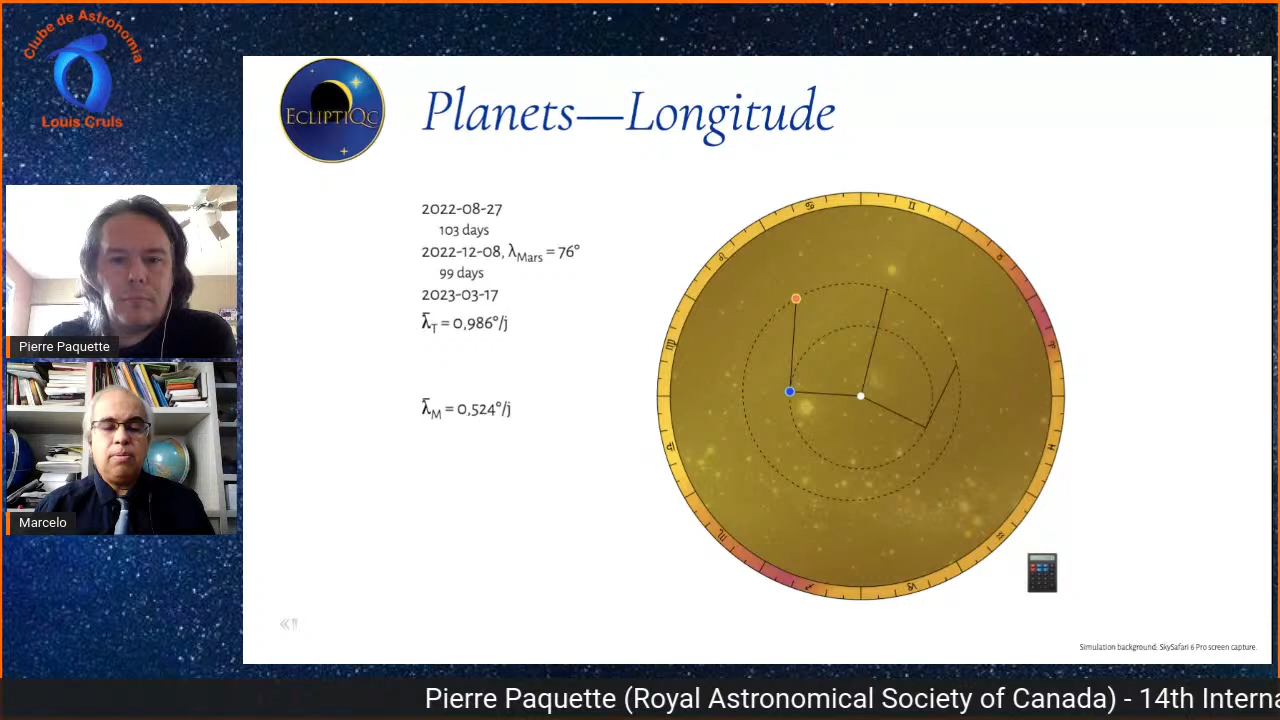 Clube de Astronomia
Louis Cruls
ECLIPTIQC
Planets—Longitude
2022-08-27
103 days
2022-12-08, λMars = 76°
99 days
2023-03-17
λ̄T = 0,986°/j
λ̄M = 0,524°/j
♋ ♊ ♉ ♈ ♓ ♒ ♑ ♐ ♏ ♎ ♍ ♌
Pierre Paquette
Marcelo
Simulation background: SkySafari 6 Pro screen capture.
Pierre Paquette (Royal Astronomical Society of Canada) - 14th Interna